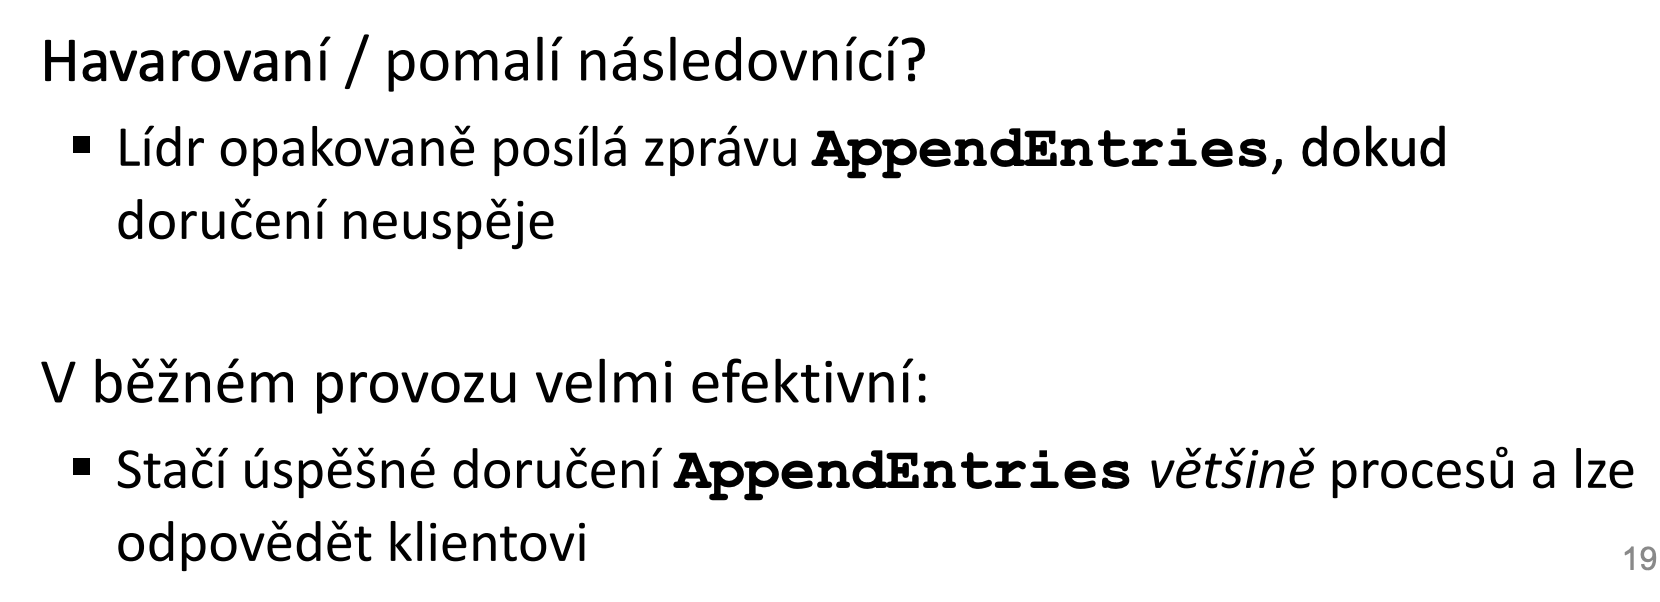 Havarovaní / pomalí následovnící?
▪ Lídr opakovaně posílá zprávu AppendEntries, dokud
doručení neuspěje
V běžném provozu velmi efektivní:
▪ Stačí úspěšné doručení AppendEntries většině procesů a lze
odpovědět klientovi
19